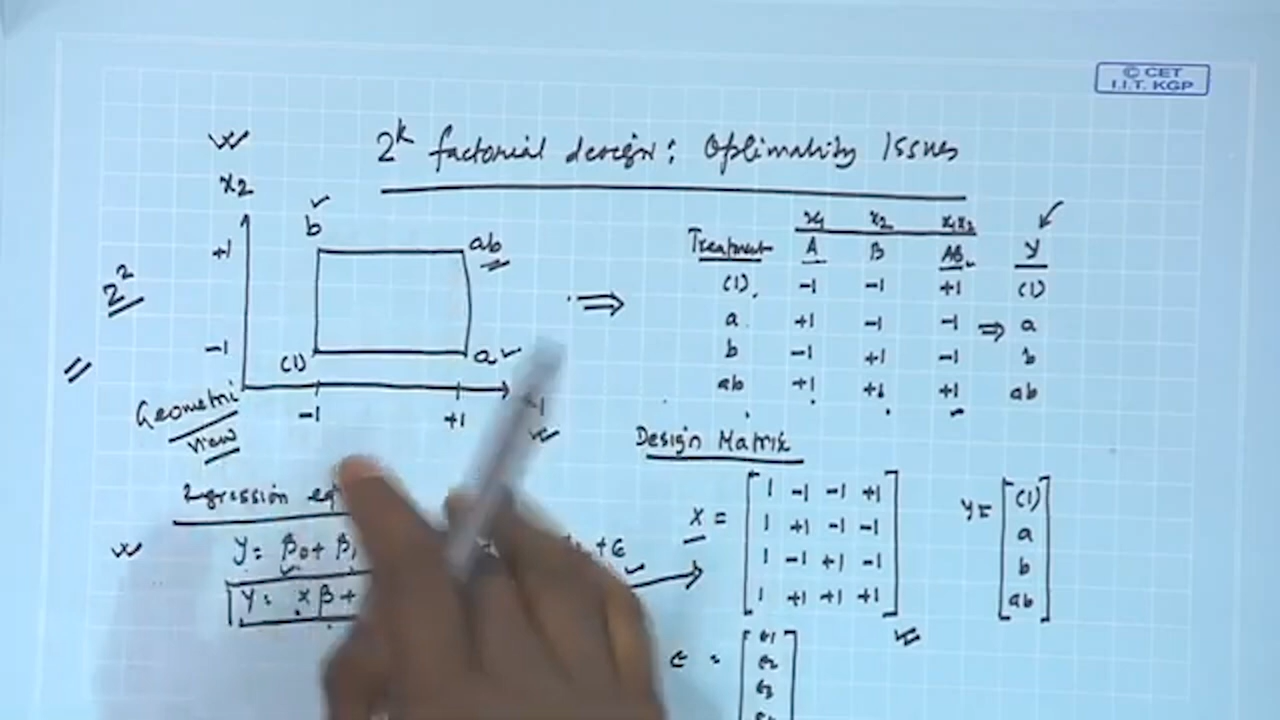 © CET
I.I.T. KGP
2^k factorial design: Optimality Issues
x2
+1
-1
b
ab
(1)
a
-1
+1
2^2
Geometri
view
x1 x2 x1x2
Treatment A B AB y
(1) -1 -1 +1 (1)
a +1 -1 -1 ⇒ a
b -1 +1 -1 b
ab +1 +1 +1 ab
Design Matrix
X = 1 -1 -1 +1
1 +1 -1 -1
1 -1 +1 -1
1 +1 +1 +1
y = (1)
a
b
ab
y = β0 + β1
+ ε
y = xβ +
ε = ε1
ε2
ε3